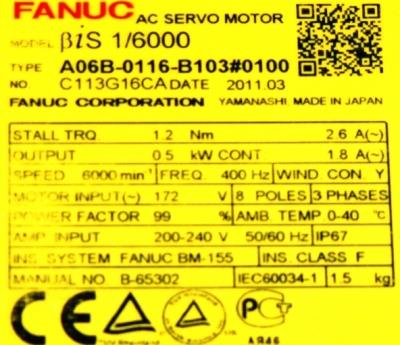 FANUC AC SERVO MOTOR
MODEL βiS 1/6000
TYPE A06B-0116-B103#0100
NO. C113G16CA DATE 2011.03
FANUC CORPORATION YAMANASHI, MADE IN JAPAN
STALL TRQ. 1.2 Nm 2.6 A(~)
OUTPUT 0.5 kW CONT 1.8 A(~)
SPEED 6000 min⁻¹ FREQ. 400 Hz WIND CON. Y
MOTOR INPUT(~) 172 V 8 POLES 3 PHASES
POWER FACTOR 99 % AMB. TEMP 0-40 °C
AMP INPUT 200-240 V 50/60 Hz IP67
INS. SYSTEM FANUC BM-155 INS. CLASS F
MANUAL NO. B-65302 IEC60034-1 1.5 kg
CE